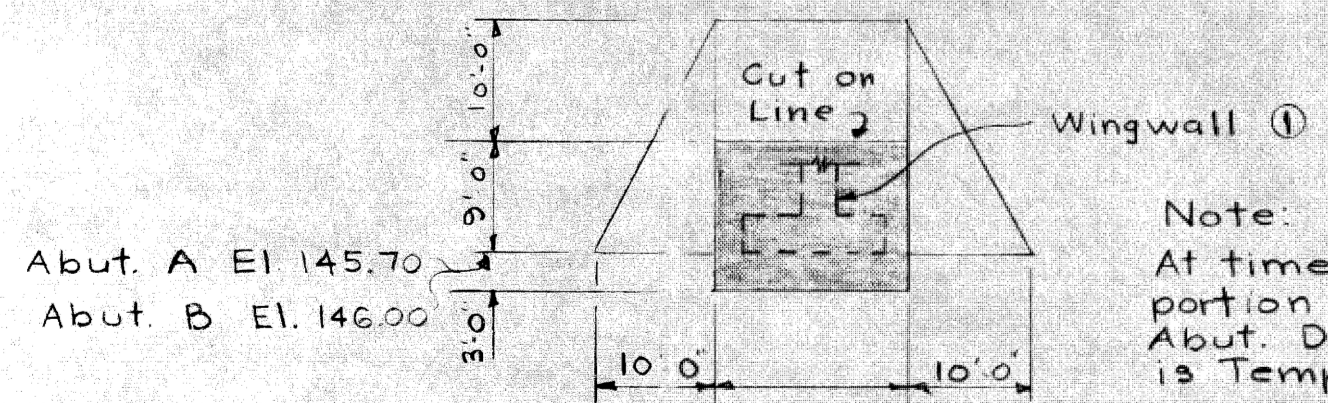 10'-0"
Cut on
Line
Wingwall ①
9'-0"
Note:
Abut. A El. 145.70
At time
portion
Abut. B El. 146.00
Abut. D
3'-0"
is Temp
10'-0"
10'-0"